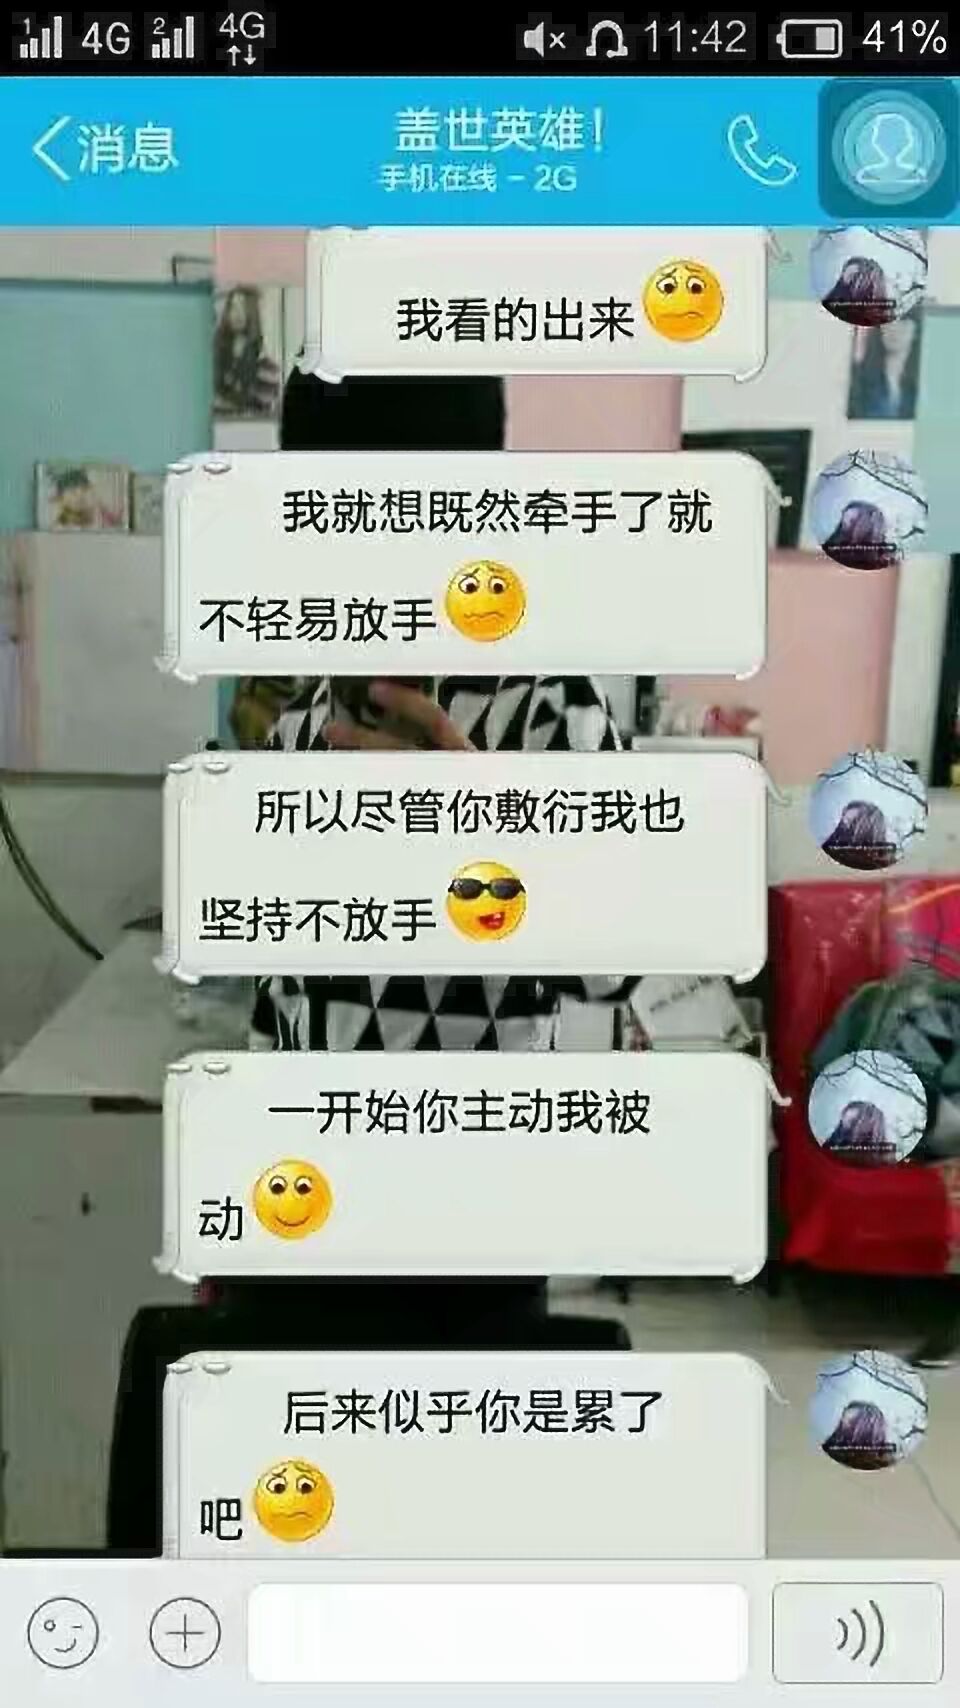 1 4G 2 4G 11:42 41%
消息
盖世英雄！
手机在线 - 2G
我看的出来
我就想既然牵手了就
不轻易放手
所以尽管你敷衍我也
坚持不放手
一开始你主动我被
动
后来似乎你是累了
吧